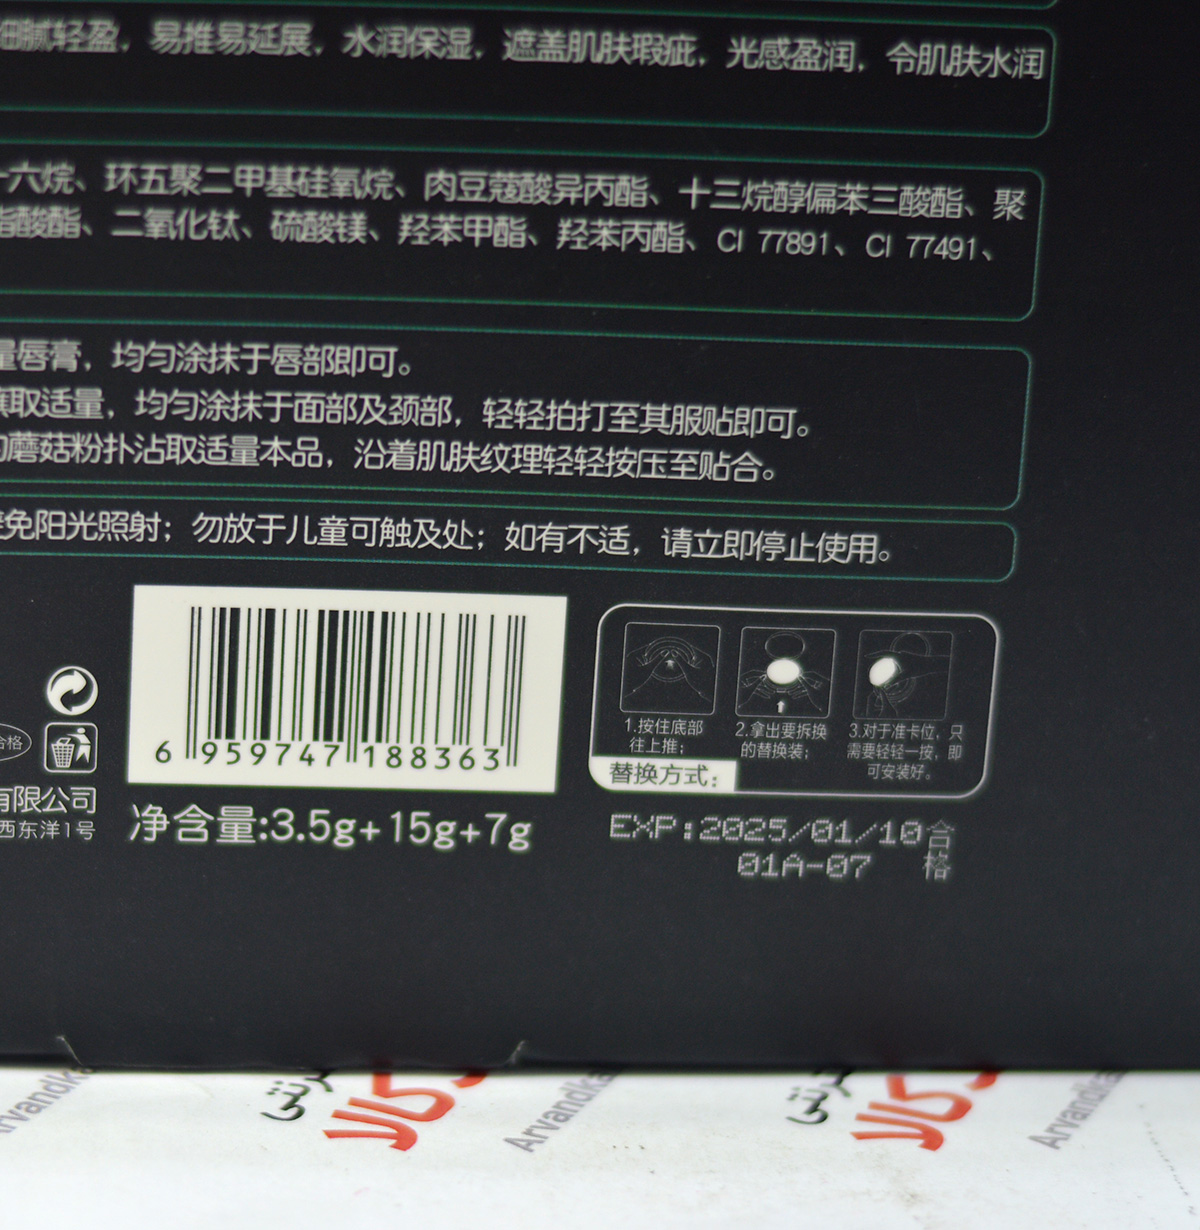 细腻轻盈，易推易延展，水润保湿，遮盖肌肤瑕疵，光感盈润，令肌肤水润
十六烷、环五聚二甲基硅氧烷、肉豆蔻酸异丙酯、十三烷醇偏苯三酸酯、聚
脂酸酯、二氧化钛、硫酸镁、羟苯甲酯、羟苯丙酯、CI 77891、CI 77491、
量唇膏，均匀涂抹于唇部即可。
蘸取适量，均匀涂抹于面部及颈部，轻轻拍打至其服贴即可。
的蘑菇粉扑沾取适量本品，沿着肌肤纹理轻轻按压至贴合。
避免阳光照射；勿放于儿童可触及处；如有不适，请立即停止使用。
6 959747 188363
合格
有限公司
西东洋1号
净含量:3.5g+15g+7g
1.按住底部
往上推；
2.拿出要拆换
的替换装；
3.对于准卡位，只
需要轻轻一按，即
可安装好。
替换方式：
EXP:2025/01/10合格
01A-07
Arvandka
Arvandka